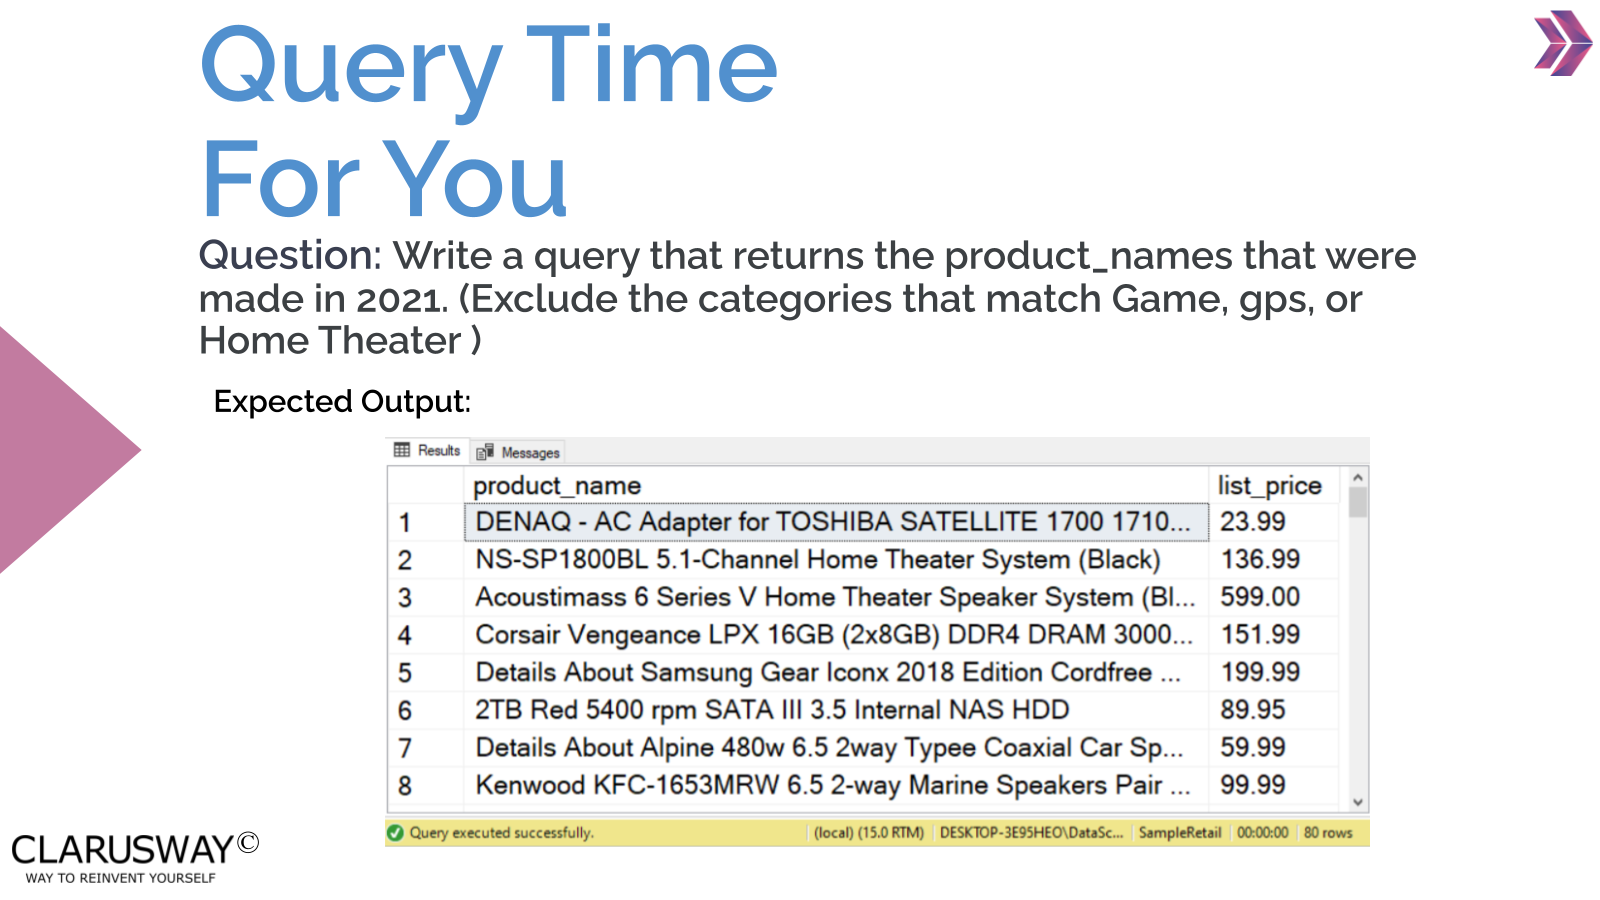 Query Time
For You
Question: Write a query that returns the product_names that were
made in 2021. (Exclude the categories that match Game, gps, or
Home Theater )
Expected Output:
Results Messages
product_name list_price
1 DENAQ - AC Adapter for TOSHIBA SATELLITE 1700 1710... 23.99
2 NS-SP1800BL 5.1-Channel Home Theater System (Black) 136.99
3 Acoustimass 6 Series V Home Theater Speaker System (Bl... 599.00
4 Corsair Vengeance LPX 16GB (2x8GB) DDR4 DRAM 3000... 151.99
5 Details About Samsung Gear Iconx 2018 Edition Cordfree ... 199.99
6 2TB Red 5400 rpm SATA III 3.5 Internal NAS HDD 89.95
7 Details About Alpine 480w 6.5 2way Typee Coaxial Car Sp... 59.99
8 Kenwood KFC-1653MRW 6.5 2-way Marine Speakers Pair ... 99.99
Query executed successfully. (local) (15.0 RTM) DESKTOP-3E95HEO\DataSc... SampleRetail 00:00:00 80 rows
CLARUSWAY©
WAY TO REINVENT YOURSELF